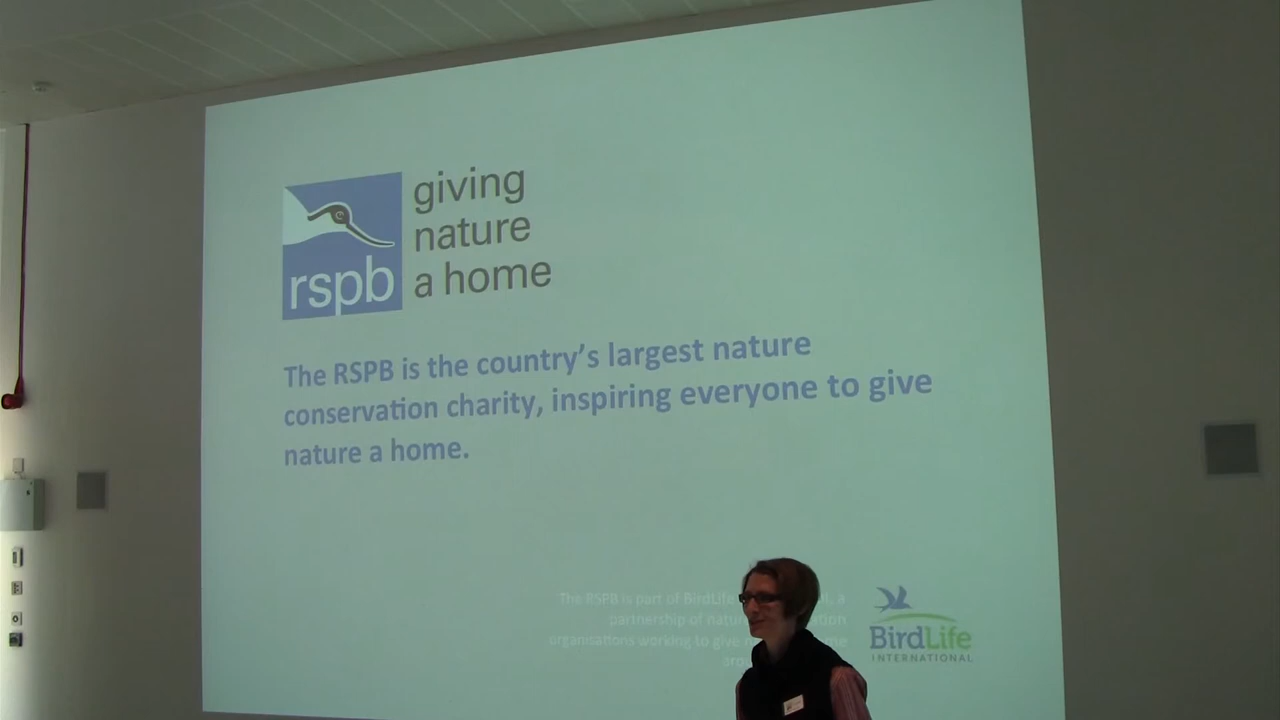 giving
nature
a home
rspb
The RSPB is the country's largest nature
conservation charity, inspiring everyone to give
nature a home.
The RSPB is part of BirdLife a
partnership of
organisations working to give
BirdLife
INTERNATIONAL